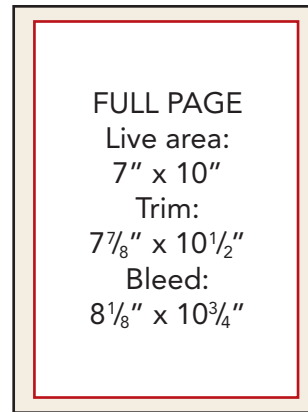 FULL PAGE
Live area:
7” x 10”
Trim:
7⅞” x 10½”
Bleed:
8⅛” x 10¾”